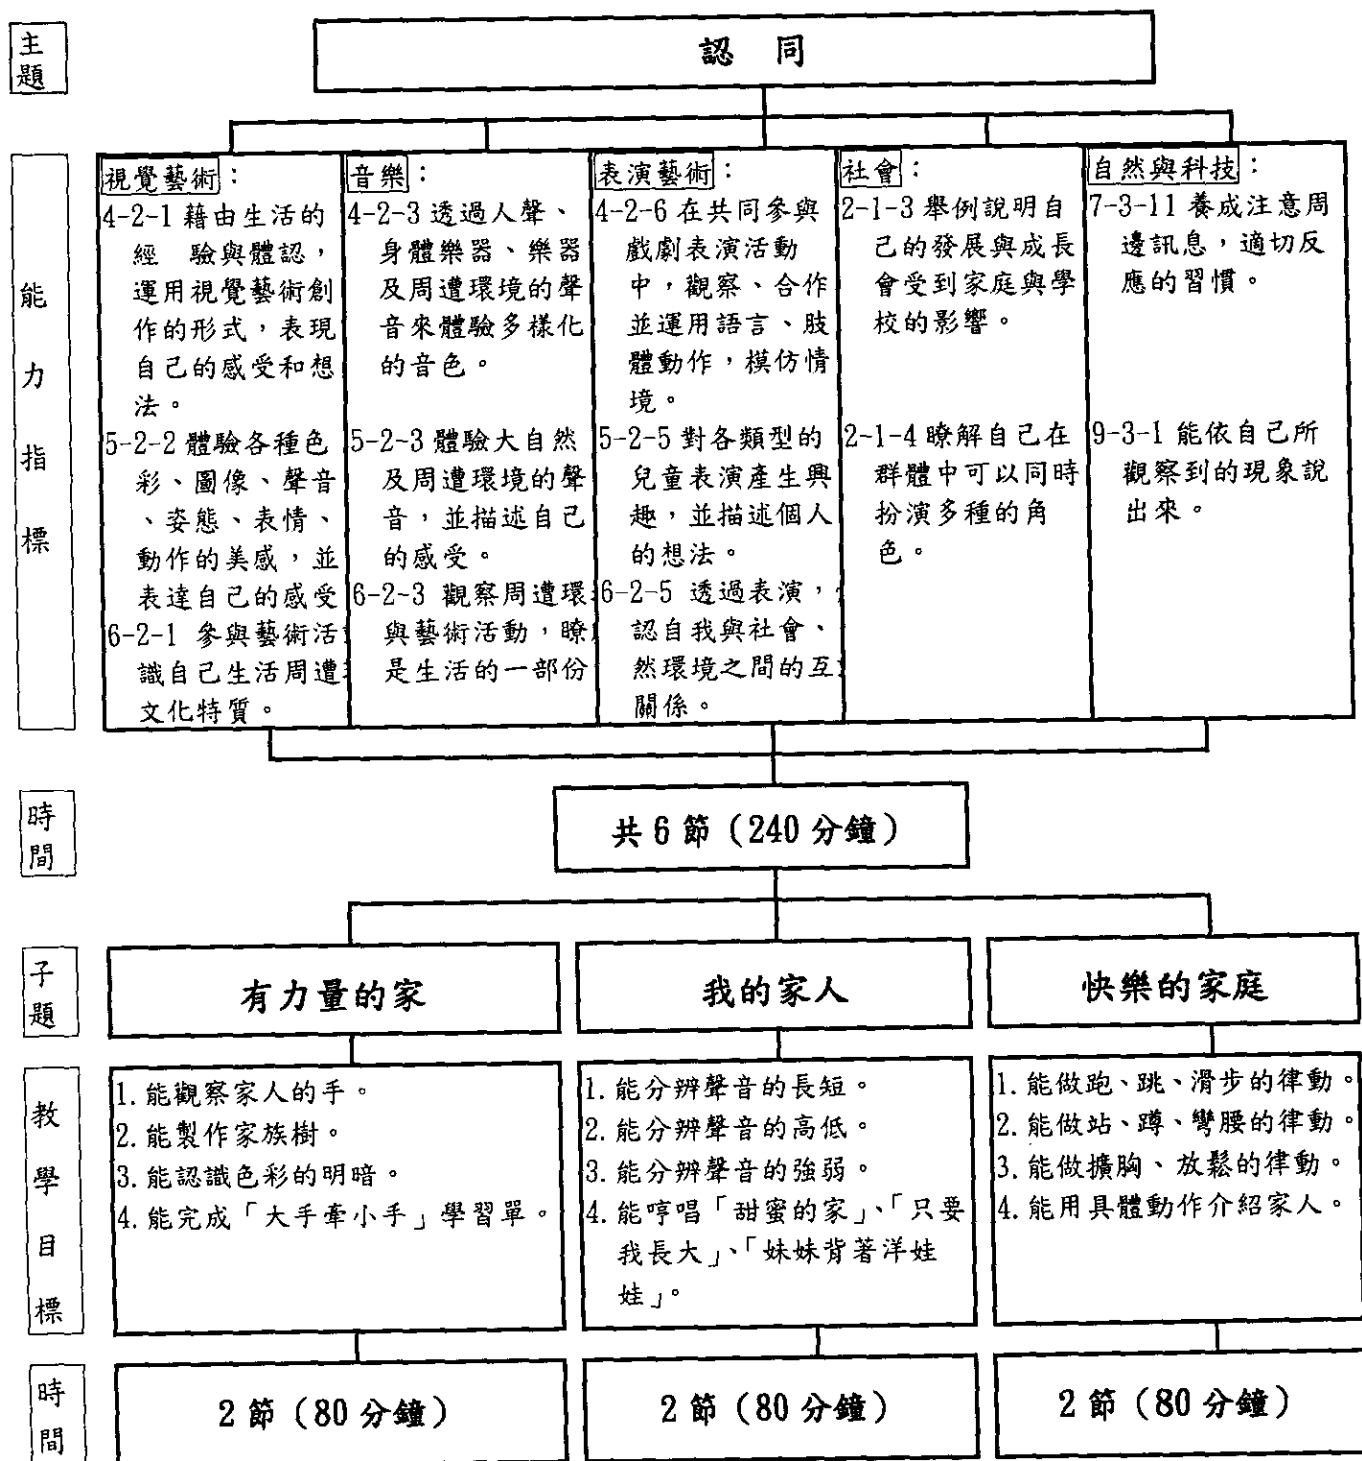 主題
認 同
能力指標
視覺藝術：
4-2-1 藉由生活的
經 驗與體認，
運用視覺藝術創
作的形式，表現
自己的感受和想
法。
5-2-2 體驗各種色
彩、圖像、聲音
、姿態、表情、
動作的美感，並
表達自己的感受
6-2-1 參與藝術活
識自己生活周遭
文化特質。
音樂：
4-2-3 透過人聲、
身體樂器、樂器
及周遭環境的聲
音來體驗多樣化
的音色。
5-2-3 體驗大自然
及周遭環境的聲
音，並描述自己
的感受。
6-2-3 觀察周遭環
與藝術活動，瞭
是生活的一部份
表演藝術：
4-2-6 在共同參與
戲劇表演活動
中，觀察、合作
並運用語言、肢
體動作，模仿情
境。
5-2-5 對各類型的
兒童表演產生興
趣，並描述個人
的想法。
6-2-5 透過表演，
認自我與社會、
然環境之間的互
關係。
社會：
2-1-3 舉例說明自
己的發展與成長
會受到家庭與學
校的影響。
2-1-4 瞭解自己在
群體中可以同時
扮演多種的角
色。
自然與科技：
7-3-11 養成注意周
邊訊息，適切反
應的習慣。
9-3-1 能依自己所
觀察到的現象說
出來。
時間
共 6 節（240 分鐘）
子題
有力量的家
我的家人
快樂的家庭
教學目標
1. 能觀察家人的手。
2. 能製作家族樹。
3. 能認識色彩的明暗。
4. 能完成「大手牽小手」學習單。
1. 能分辨聲音的長短。
2. 能分辨聲音的高低。
3. 能分辨聲音的強弱。
4. 能哼唱「甜蜜的家」、「只要
我長大」、「妹妹背著洋娃
娃」。
1. 能做跑、跳、滑步的律動。
2. 能做站、蹲、彎腰的律動。
3. 能做擴胸、放鬆的律動。
4. 能用具體動作介紹家人。
時間
2 節（80 分鐘）
2 節（80 分鐘）
2 節（80 分鐘）